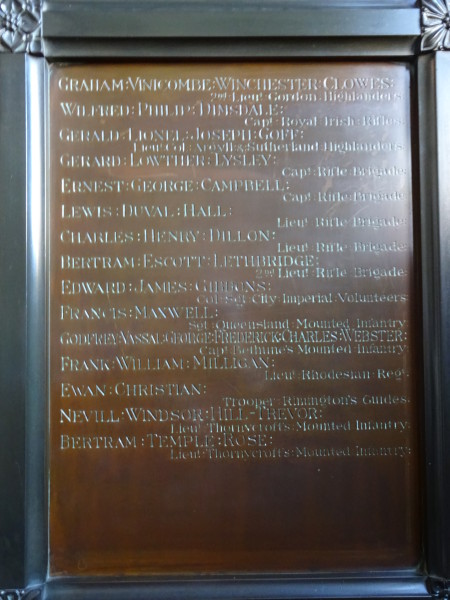 GRAHAM:VINICOMBE:WINCHESTER:CLOWES:
2nd Lieut Gordon Highlanders
WILFRED:PHILIP:DINSDALE:
Capt Royal Irish Rifles
GERALD LIONEL JOSEPH GOFF:
Lieut Col: Argyll & Sutherland Highlanders
GERARD:LOWTHER LYSLEY:
Capt Rifle Brigade
ERNEST:GEORGE:CAMPBELL:
Capt Rifle Brigade
LEWIS:DUVAL:HALL:
Lieut Rifle Brigade
CHARLES:HENRY:DILLON:
Lieut Rifle Brigade
BERTRAM:ESCOTT:LETHBRIDGE:
2nd Lieut Rifle Brigade
EDWARD:JAMES:GIBBONS:
Col: Sgt City Imperial Volunteers
FRANCIS:MAXWELL:
Sgt Queensland Mounted Infantry
GODFREY:VASSAL:GEORGE:FREDERICK:CHARLES:WEBSTER:
Capt Bethune's Mounted Infantry
FRANK:WILLIAM:MILLIGAN:
Lieut Rhodesian Regt
EWAN:CHRISTIAN:
Trooper Rimington's Guides
NEVILL:WINDSOR:HILL-TREVOR:
Lieut Thorneycroft's Mounted Infantry
BERTRAM:TEMPLE:ROSE:
Lieut: Thornycroft's Mounted Infantry: